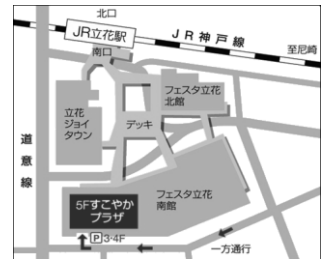 北口
JR立花駅
JR神戸線
至尼崎
南口
立花
ジョイ
タウン
デッキ
フェスタ立花
北館
道意線
5Fすこやか
プラザ
フェスタ立花
南館
P 3·4F
一方通行